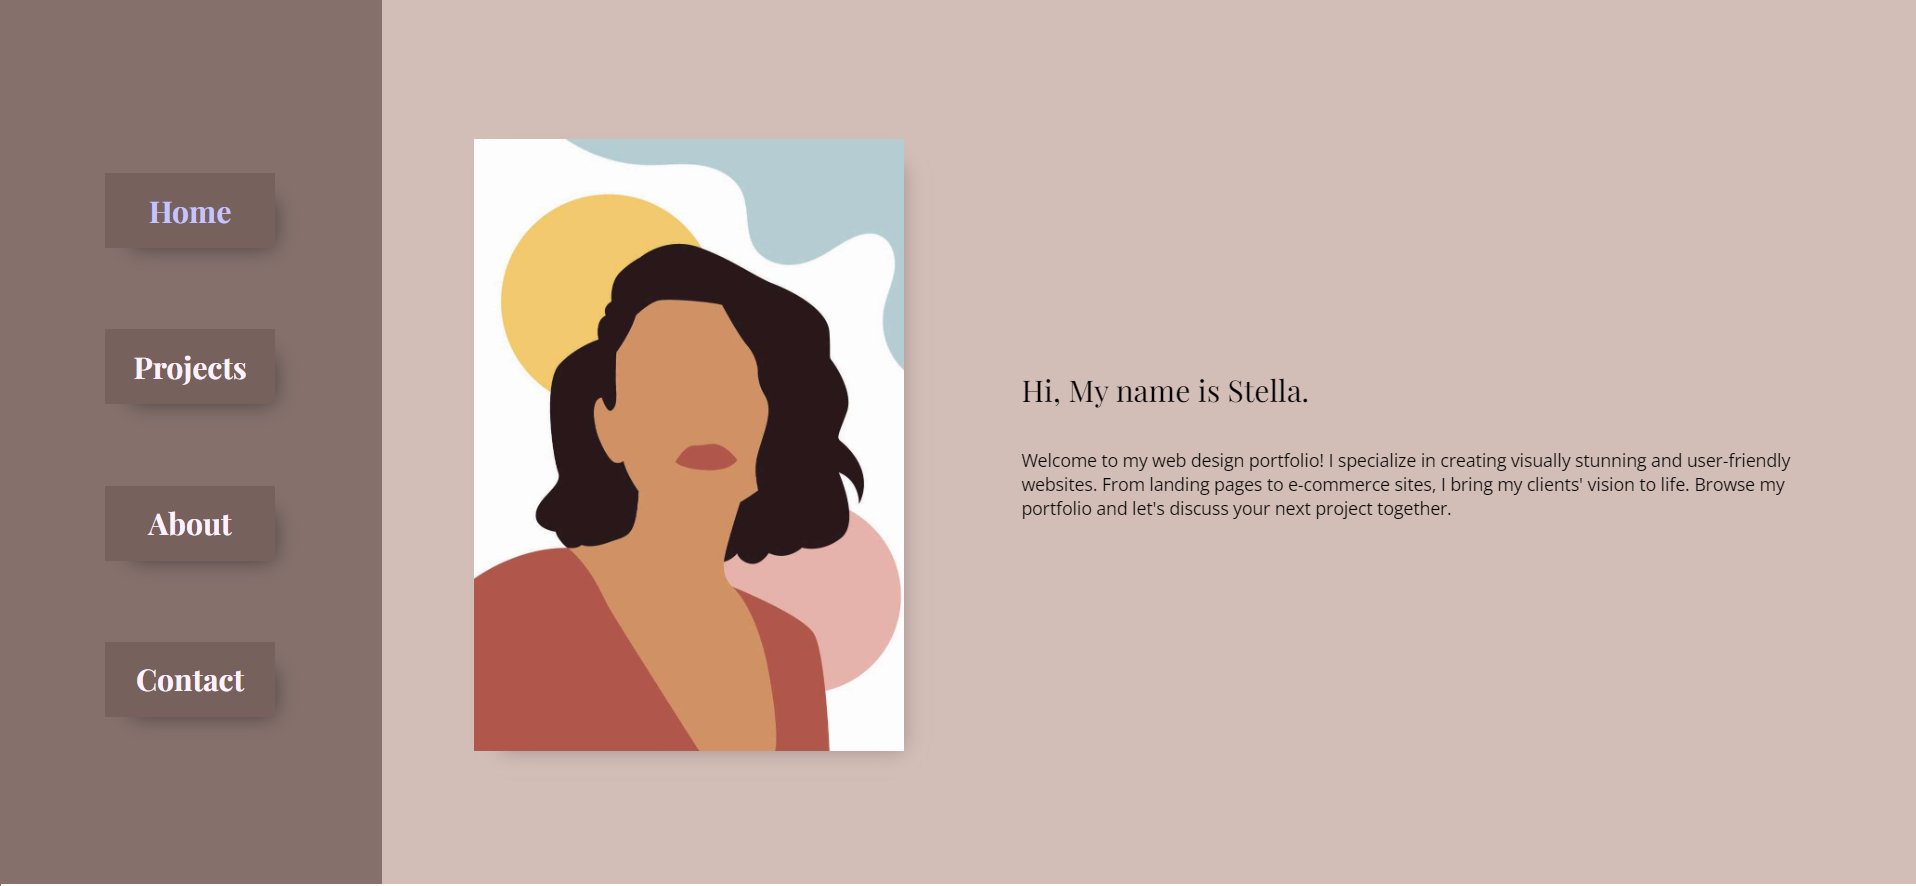 Home
Projects
About
Contact
Hi, My name is Stella.
Welcome to my web design portfolio! I specialize in creating visually stunning and user-friendly
websites. From landing pages to e-commerce sites, I bring my clients' vision to life. Browse my
portfolio and let's discuss your next project together.